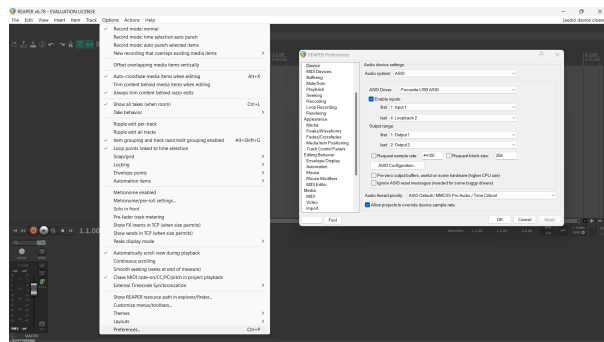 REAPER v6.78 - EVALUATION LICENSE
File Edit View Insert Item Track Options Actions Help
[audio device close
Record mode: normal
Record mode: time selection auto punch
Record mode: auto-punch selected items
New recording that overlaps existing media items
Offset overlapping media items vertically
Auto-crossfade media items when editing Alt+X
Trim content behind media items when editing
Always trim content behind razor edits
Show all takes (when room) Ctrl+L
Take behavior
Ripple edit per-track
Ripple edit all tracks
Item grouping and track razor/edit grouping enabled Alt+Shift+G
Loop points linked to time selection
Snap/grid
Locking
Envelope points
Automation items
Metronome enabled
Metronome/pre-roll settings...
Solo in front
Pre-fader track metering
Show FX inserts in TCP (when size permits)
Show sends in TCP (when size permits)
Peaks display mode
Automatically scroll view during playback
Continuous scrolling
Smooth seeking (seeks at end of measure)
Chase MIDI note-on/CC/PC/pitch in project playback
External Timecode Synchronization
Show REAPER resource path in explorer/finder...
Customize menus/toolbars...
Themes
Layouts
Preferences... Ctrl+P
REAPER Preferences
Device
MIDI Devices
Buffering
Mute/Solo
Playback
Seeking
Recording
Loop Recording
Rendering
Appearance
Media
Peaks/Waveforms
Fades/Crossfades
Media Item Positioning
Track Control Panels
Editing Behavior
Envelope Display
Automation
Mouse
Mouse Modifiers
MIDI Editor
Media
MIDI
Video
Import
Find
Audio device settings
Audio system: ASIO
ASIO Driver: Focusrite USB ASIO
Enable inputs:
first 1: Input 1
last 4: Loopback 2
Output range:
first 1: Output 1
last 2: Output 2
Request sample rate: 44100 Request block size: 256
ASIO Configuration...
Pre-zero output buffers, useful on some hardware (higher CPU use)
Ignore ASIO reset messages (needed for some buggy drivers)
Audio thread priority: ASIO Default / MMCSS Pro Audio / Time Critical
Allow projects to override device sample rate
OK Cancel Apply
1.1.00
MASTER